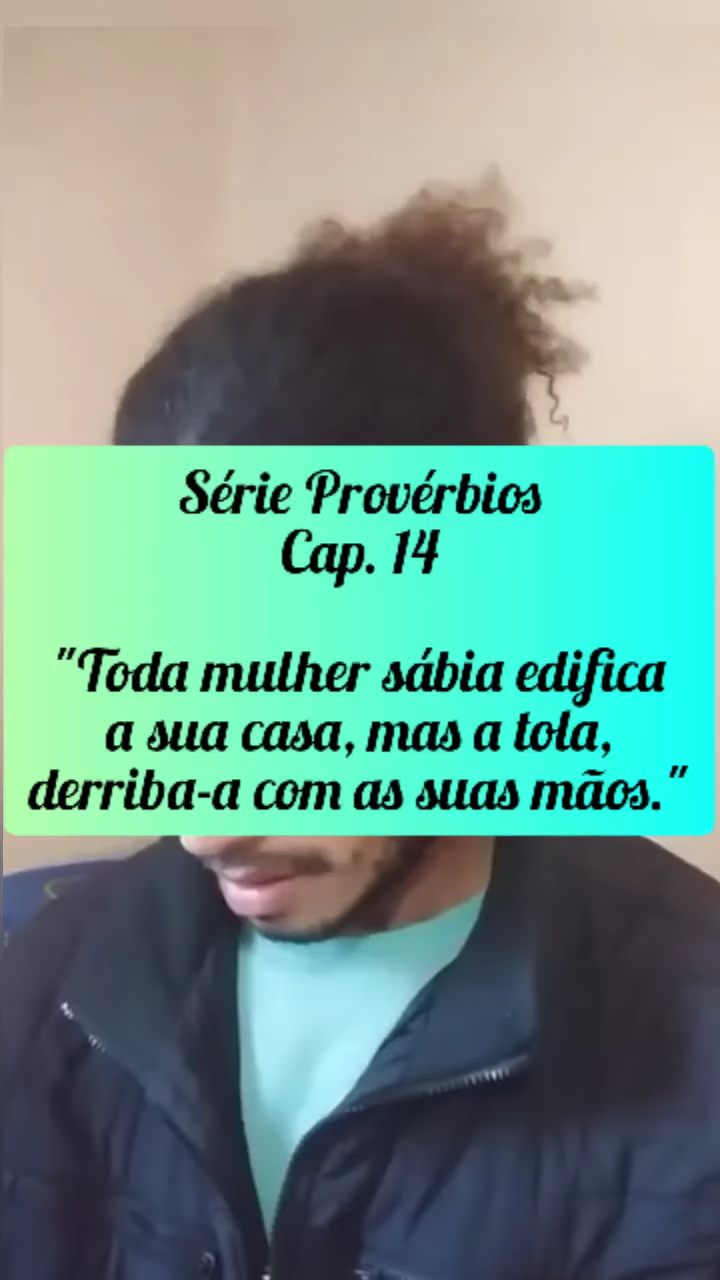 Série Provérbios
Cap. 14
"Toda mulher sábia edifica
a sua casa, mas a tola,
derriba-a com as suas mãos."